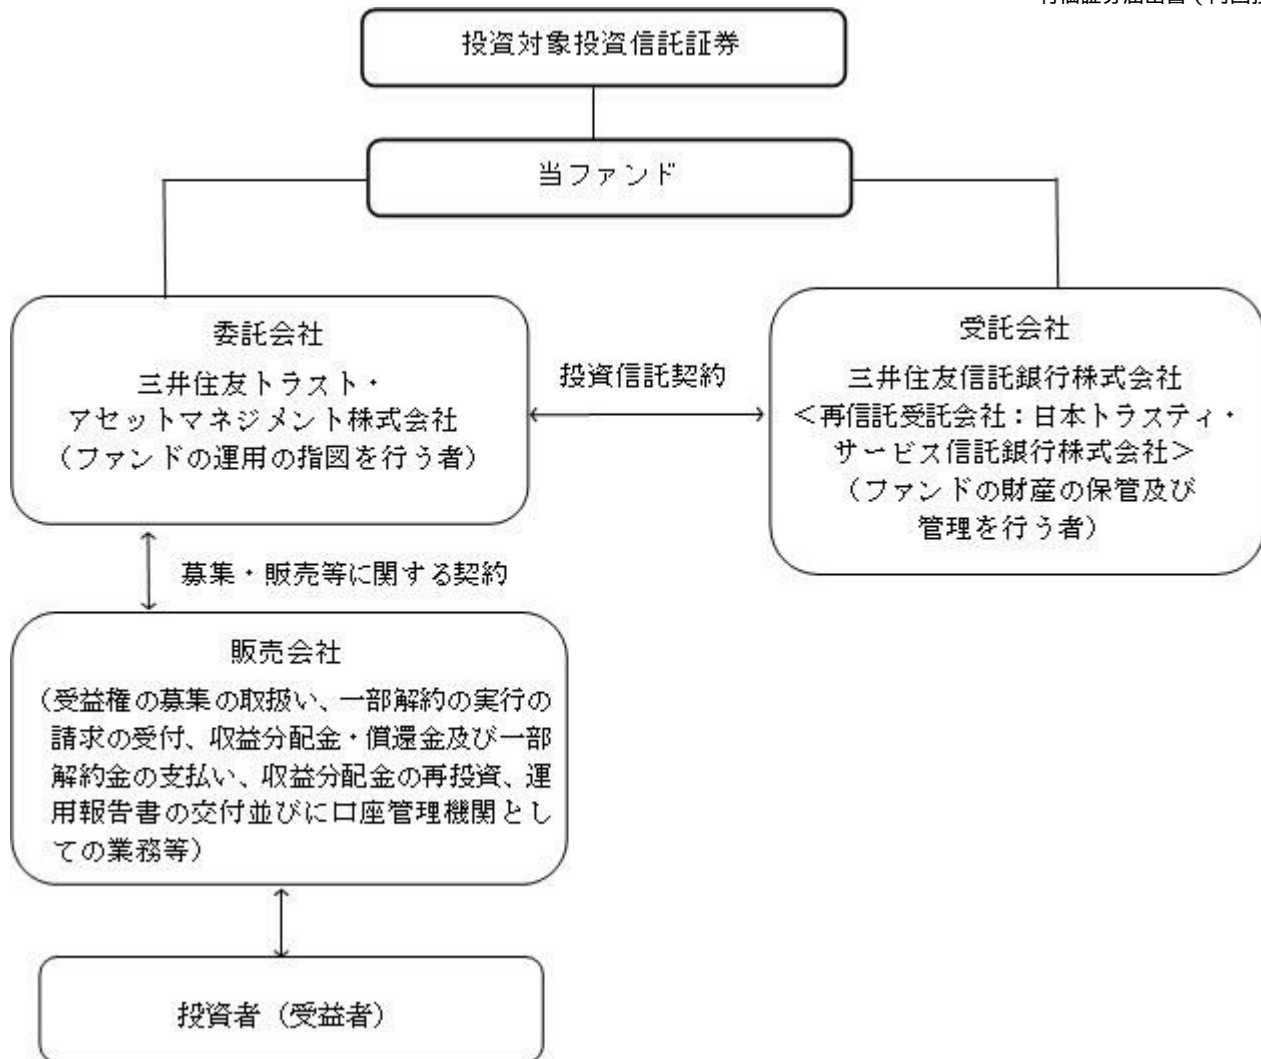 投資対象投資信託証券
当ファンド
委託会社
三井住友トラスト・
アセットマネジメント株式会社
（ファンドの運用の指図を行う者）
投資信託契約
受託会社
三井住友信託銀行株式会社
＜再信託受託会社：日本トラスティ・
サービス信託銀行株式会社＞
（ファンドの財産の保管及び
管理を行う者）
募集・販売等に関する契約
販売会社
（受益権の募集の取扱い、一部解約の実行の
請求の受付、収益分配金・償還金及び一部
解約金の支払い、収益分配金の再投資、運
用報告書の交付並びに口座管理機関とし
ての業務等）
投資者（受益者）